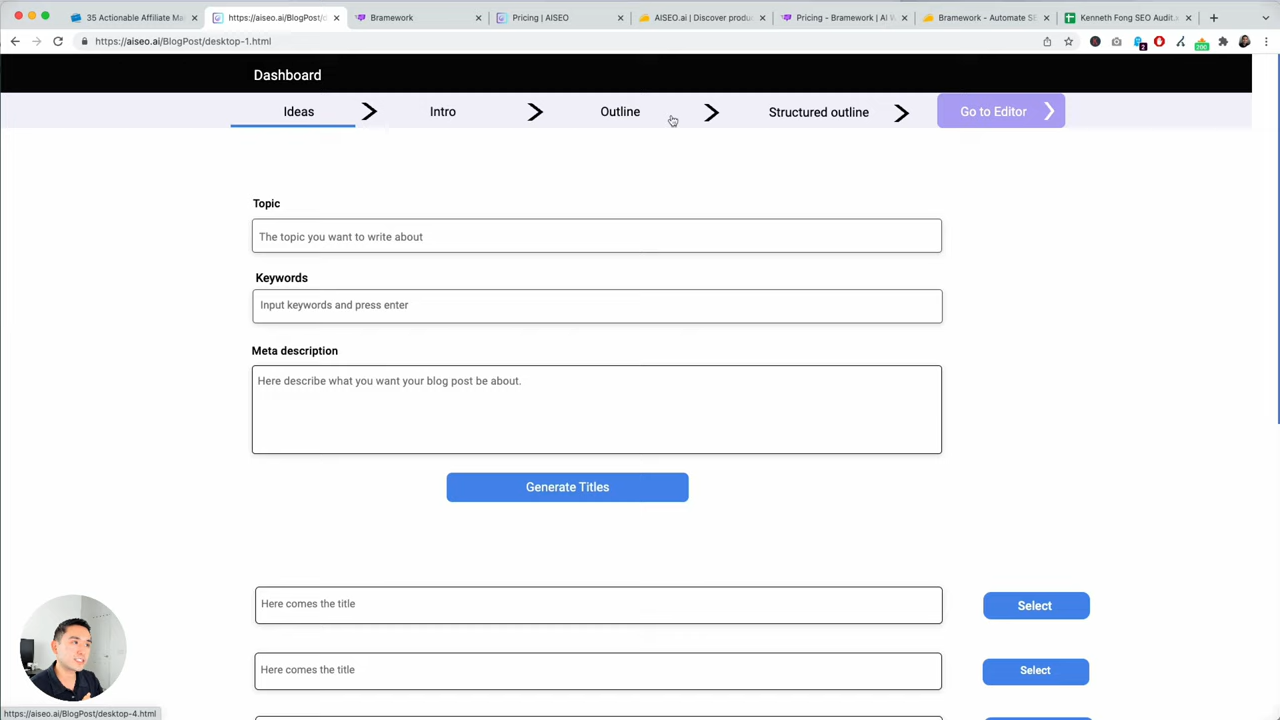 35 Actionable Affiliate Ma
https://aiseo.ai/BlogPost/d
Bramework
Pricing | AISEO
AISEO.ai | Discover produ
Pricing - Bramework | AI W
Bramework - Automate SE
Kenneth Fong SEO Audit.x
https://aiseo.ai/BlogPost/desktop-1.html
2
200
Dashboard
Ideas
Intro
Outline
Structured outline
Go to Editor
Topic
The topic you want to write about
Keywords
Input keywords and press enter
Meta description
Here describe what you want your blog post be about.
Generate Titles
Here comes the title
Select
Here comes the title
Select
https://aiseo.ai/BlogPost/desktop-4.html